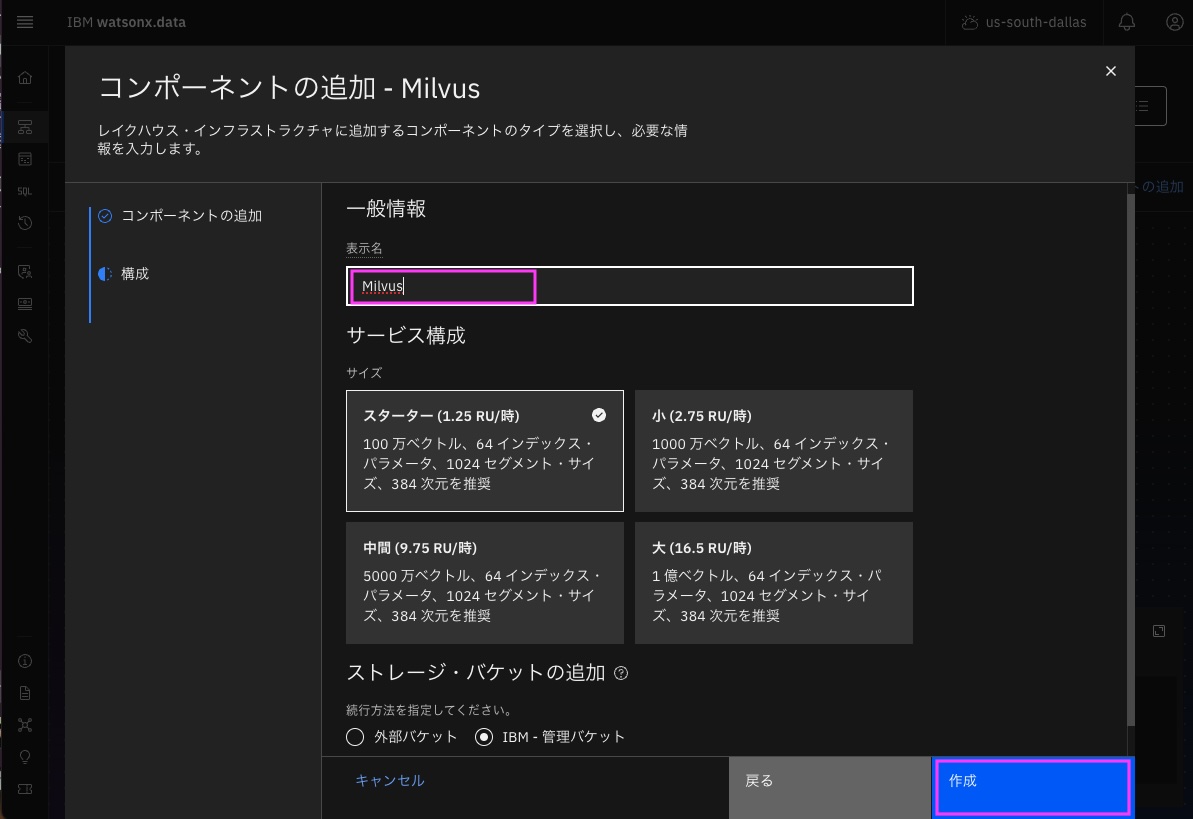 IBM watsonx.data
us-south-dallas
コンポーネントの追加 - Milvus
レイクハウス・インフラストラクチャに追加するコンポーネントのタイプを選択し、必要な情
報を入力します。
トの追加
コンポーネントの追加
構成
SQL
一般情報
表示名
Milvus
サービス構成
サイズ
スターター (1.25 RU/時)
100 万ベクトル、64 インデックス・
パラメータ、1024 セグメント・サイ
ズ、384 次元を推奨
小 (2.75 RU/時)
1000 万ベクトル、64 インデックス・
パラメータ、1024 セグメント・サイ
ズ、384 次元を推奨
中間 (9.75 RU/時)
5000 万ベクトル、64 インデックス・
パラメータ、1024 セグメント・サイ
ズ、384 次元を推奨
大 (16.5 RU/時)
1 億ベクトル、64 インデックス・パ
ラメータ、1024 セグメント・サイ
ズ、384 次元を推奨
ストレージ・バケットの追加
続行方法を指定してください。
外部バケット
IBM - 管理バケット
キャンセル
戻る
作成